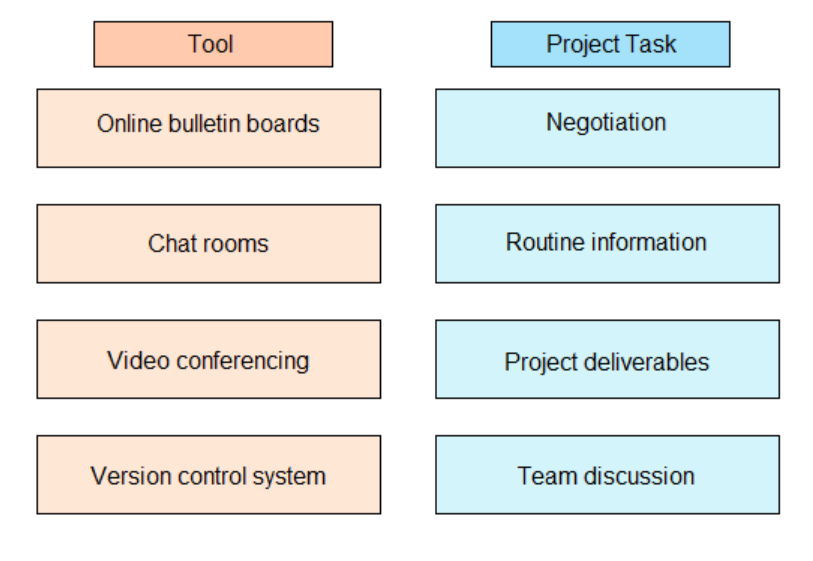 Tool
Project Task
Online bulletin boards
Negotiation
Chat rooms
Routine information
Video conferencing
Project deliverables
Version control system
Team discussion